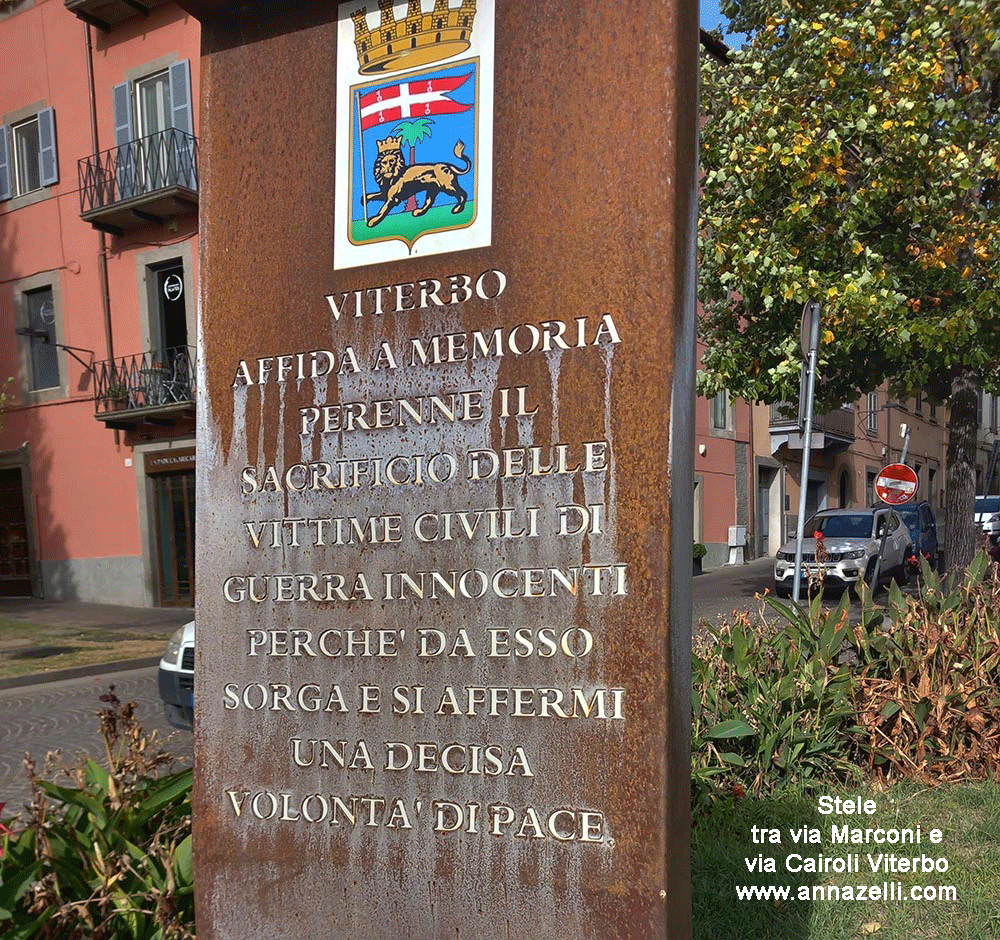 VITERBO
AFFIDA A MEMORIA
PERENNE IL
SACRIFICIO DELLE
VITTIME CIVILI DI
GUERRA INNOCENTI
PERCHE' DA ESSO
SORGA E SI AFFERMI
UNA DECISA
VOLONTA' DI PACE.
Stele
tra via Marconi e
via Cairoli Viterbo
www.annazelli.com